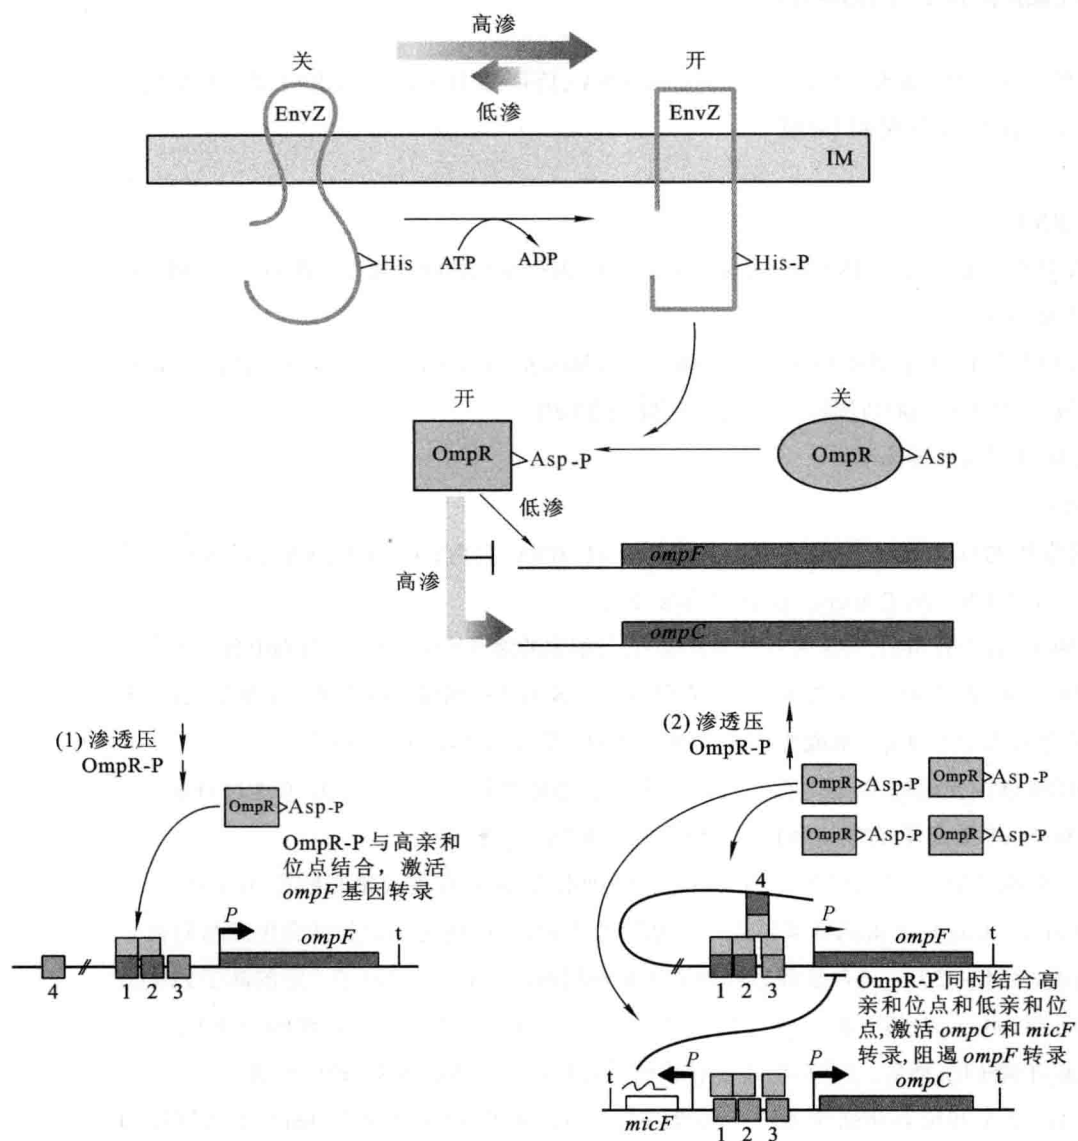 高渗
关
开
EnvZ
低渗
EnvZ
IM
His
ATP
ADP
His-P
开
关
OmpR
Asp-P
OmpR
Asp
低渗
ompF
高渗
ompC
(1) 渗透压
OmpR-P
OmpR
Asp-P
OmpR-P 与高亲和
位点结合，激活
ompF 基因转录
P
ompF
t
4
1
2
3
(2) 渗透压
OmpR-P
OmpR
Asp-P
OmpR
Asp-P
OmpR
Asp-P
OmpR
Asp-P
4
P
ompF
t
1
2
3
OmpR-P 同时结合高
亲和位点和低亲和位
点,激活 ompC 和 micF
转录,阻遏 ompF 转录
t
P
P
ompC
t
micF
1
2
3